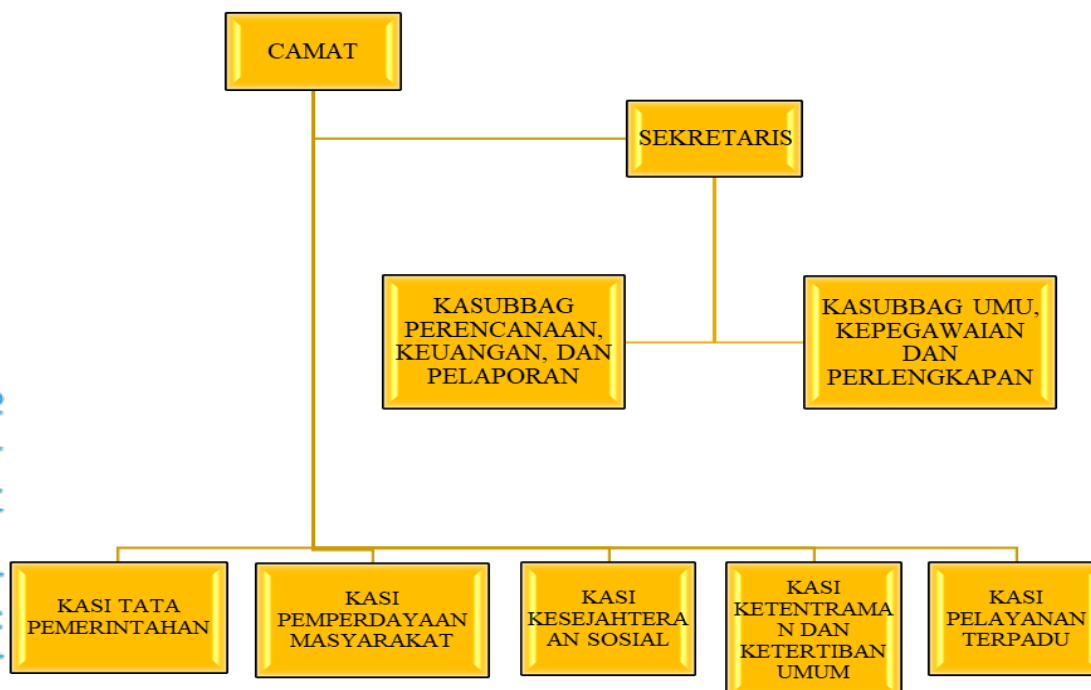 CAMAT
SEKRETARIS
KASUBBAG
PERENCANAAN,
KEUANGAN, DAN
PELAPORAN
KASUBBAG UMU,
KEPEGAWAIAN
DAN
PERLENGKAPAN
KASI TATA
PEMERINTAHAN
KASI
PEMPERDAYAAN
MASYARAKAT
KASI
KESEJAHTERA
AN SOSIAL
KASI
KETENTRAMA
N DAN
KETERTIBAN
UMUM
KASI
PELAYANAN
TERPADU